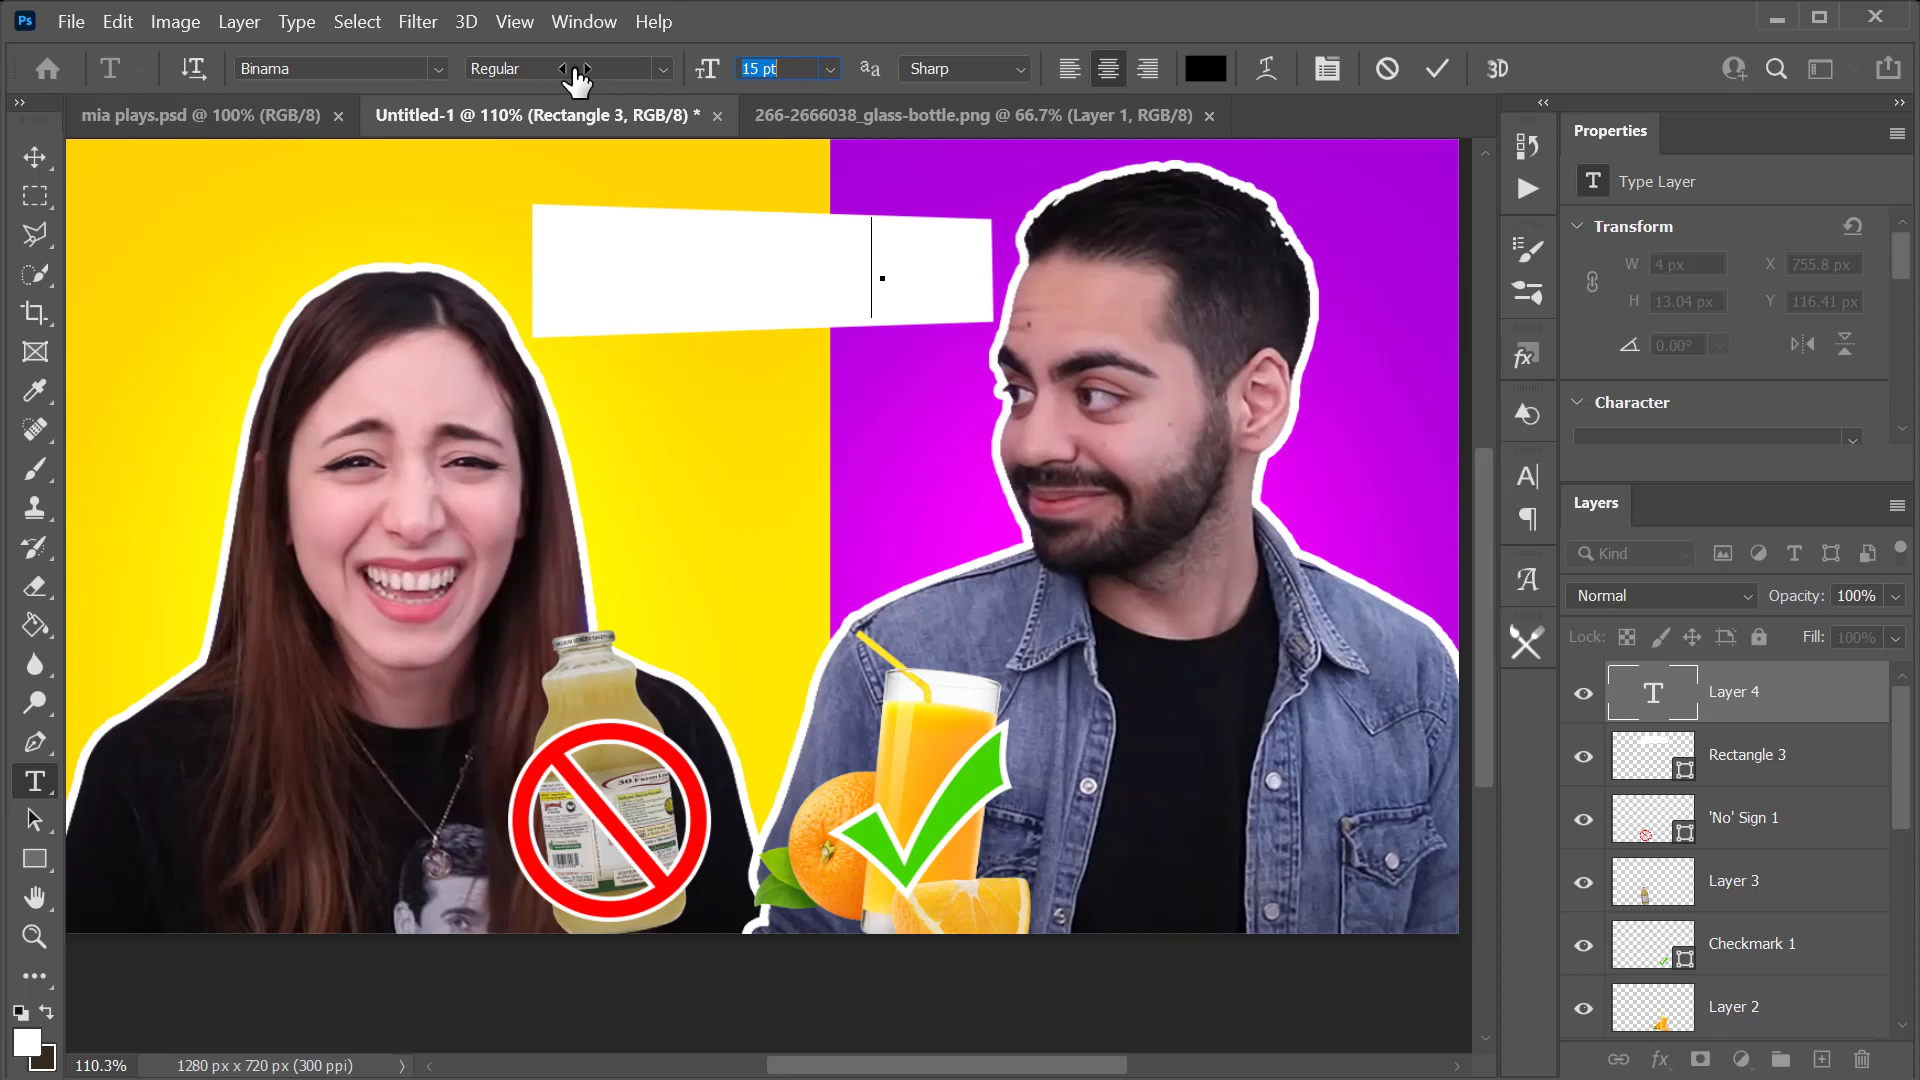 Ps File Edit Image Layer Type Select Filter 3D View Window Help
T Binama Regular 15 pt Sharp 3D
mia plays.psd @ 100% (RGB/8) × Untitled-1 @ 110% (Rectangle 3, RGB/8) * × 266-2666038_glass-bottle.png @ 66.7% (Layer 1, RGB/8) ×
Properties
T Type Layer
Transform
W 4 px X 755.8 px
H 13.04 px Y 116.41 px
0.00°
Character
Layers
Kind
Normal Opacity: 100%
Lock: Fill: 100%
T Layer 4
Rectangle 3
'No' Sign 1
Layer 3
Checkmark 1
Layer 2
110.3% 1280 px x 720 px (300 ppi)
fx